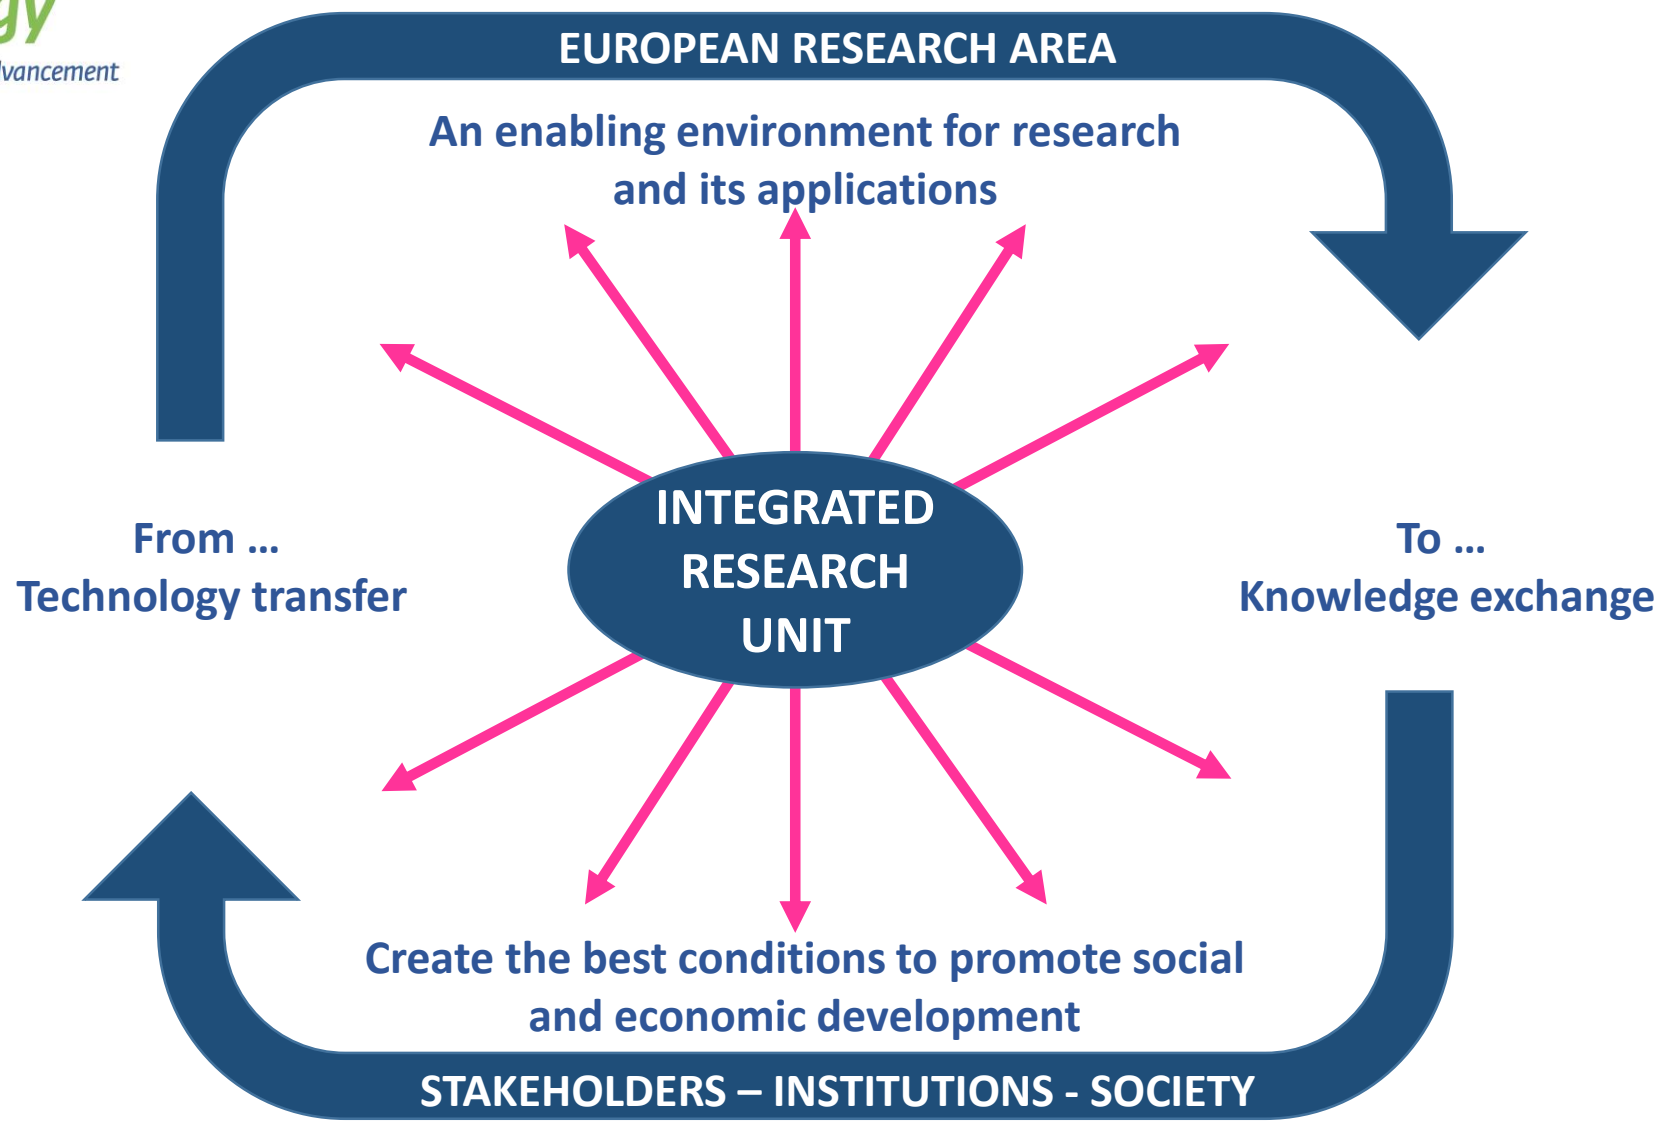 gy
EUROPEAN RESEARCH AREA
An enabling environment for research
and its applications
INTEGRATED
RESEARCH
UNIT
From ...
Technology transfer
To ...
Knowledge exchange
Create the best conditions to promote social
and economic development
STAKEHOLDERS – INSTITUTIONS - SOCIETY